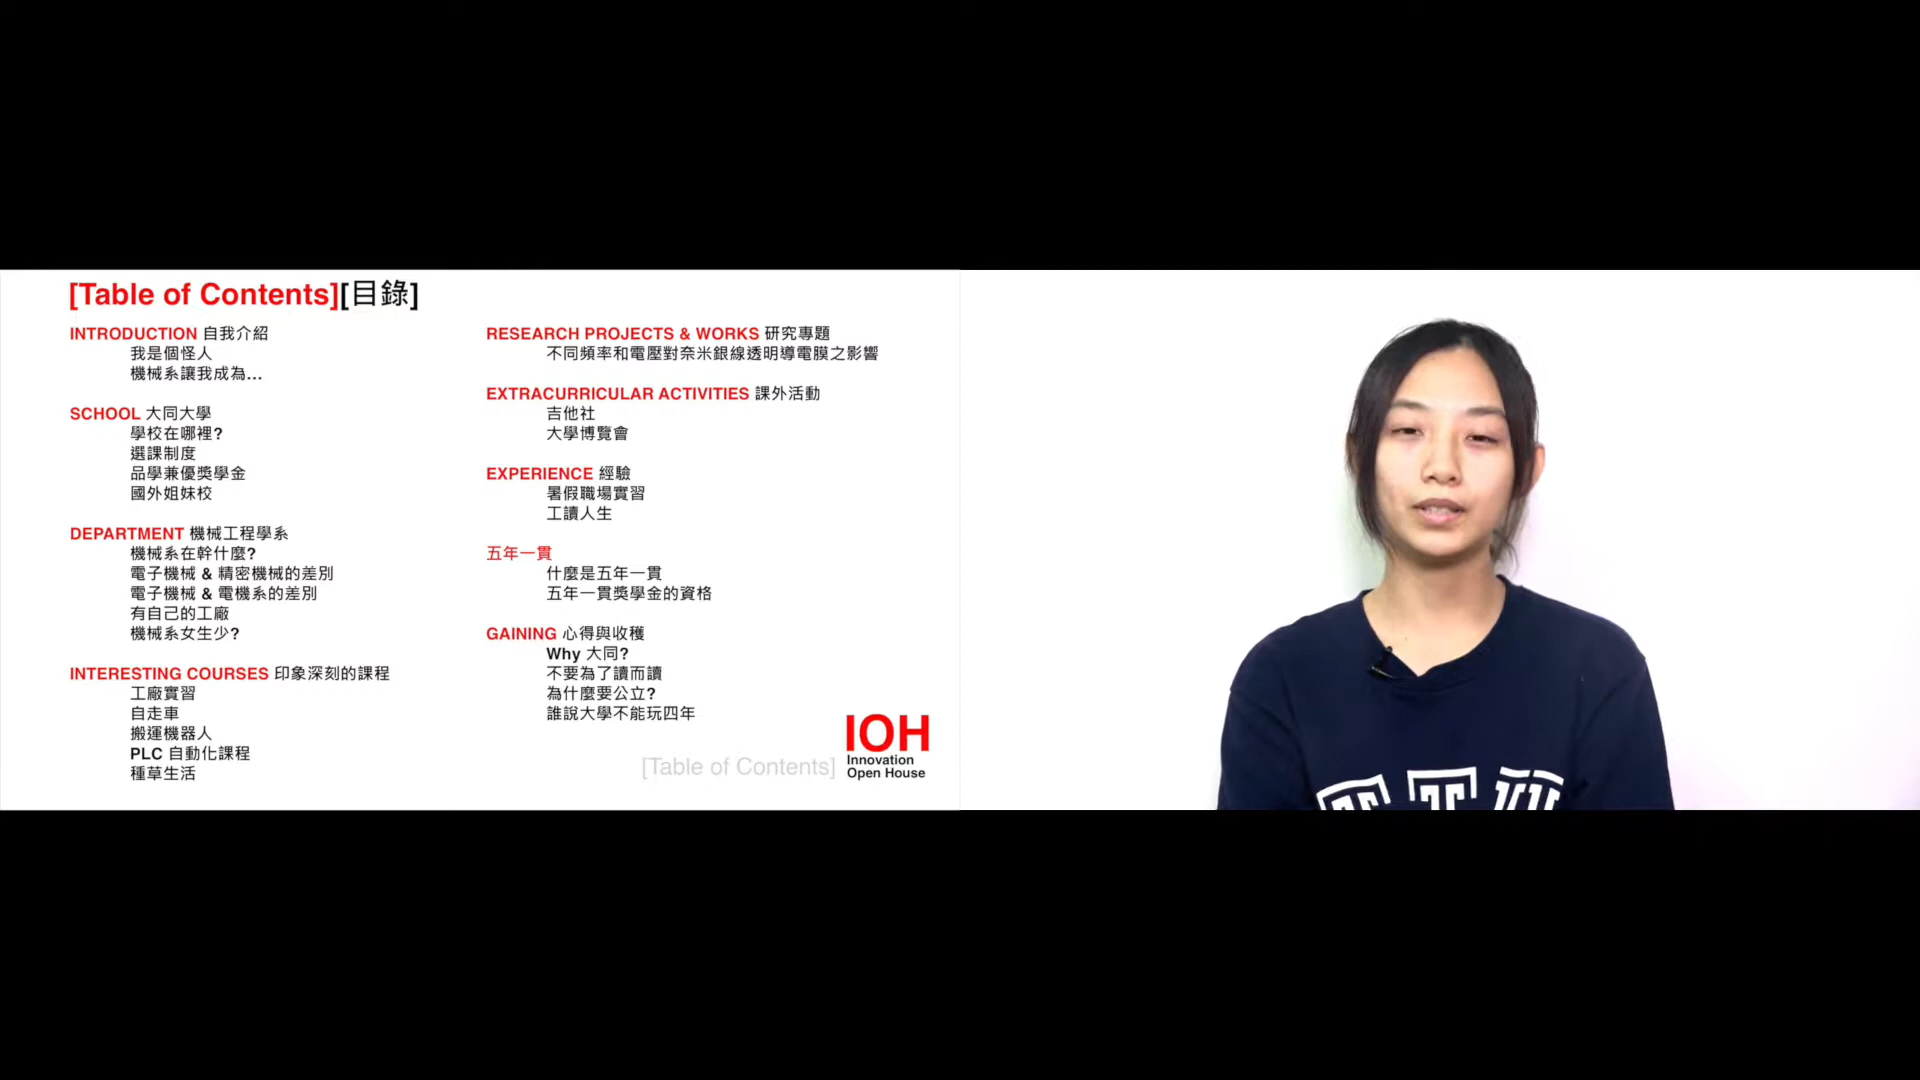 [Table of Contents][目錄]
INTRODUCTION 自我介紹
我是個怪人
機械系讓我成為...
SCHOOL 大同大學
學校在哪裡?
選課制度
品學兼優獎學金
國外姐妹校
DEPARTMENT 機械工程學系
機械系在幹什麼?
電子機械 & 精密機械的差別
電子機械 & 電機系的差別
有自己的工廠
機械系女生少?
INTERESTING COURSES 印象深刻的課程
工廠實習
自走車
搬運機器人
PLC 自動化課程
種草生活
RESEARCH PROJECTS & WORKS 研究專題
不同頻率和電壓對奈米銀線透明導電膜之影響
EXTRACURRICULAR ACTIVITIES 課外活動
吉他社
大學博覽會
EXPERIENCE 經驗
暑假職場實習
工讀人生
五年一貫
什麼是五年一貫
五年一貫獎學金的資格
GAINING 心得與收穫
Why 大同?
不要為了讀而讀
為什麼要公立?
誰說大學不能玩四年
[Table of Contents]
IOH
Innovation
Open House